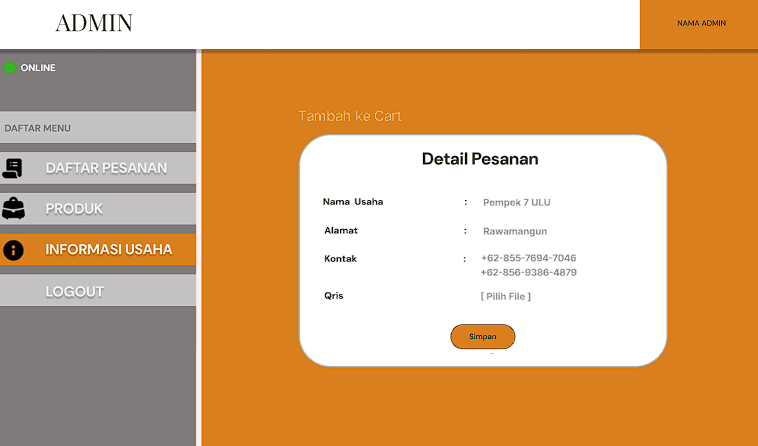 ADMIN
NAMA ADMIN
ONLINE
DAFTAR MENU
DAFTAR PESANAN
PRODUK
INFORMASI USAHA
LOGOUT
Tambah ke Cart
Detail Pesanan
Nama Usaha : Pempek 7 ULU
Alamat : Rawamangun
Kontak : +62-855-7694-7046
+62-856-9386-4879
Qris [ Pilih File ]
Simpan